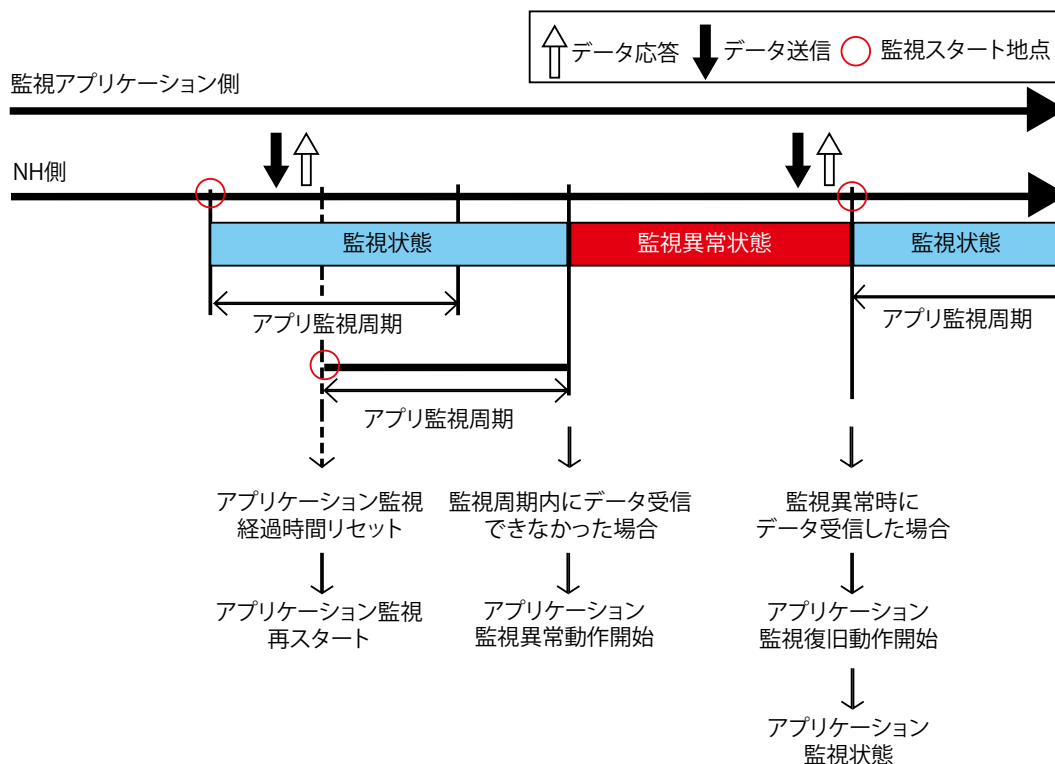 データ応答
データ送信
監視スタート地点
監視アプリケーション側
NH側
監視状態
監視異常状態
監視状態
アプリ監視周期
アプリ監視周期
アプリ監視周期
アプリケーション監視
経過時間リセット
アプリケーション監視
再スタート
監視周期内にデータ受信
できなかった場合
アプリケーション
監視異常動作開始
監視異常時に
データ受信した場合
アプリケーション
監視復旧動作開始
アプリケーション
監視状態